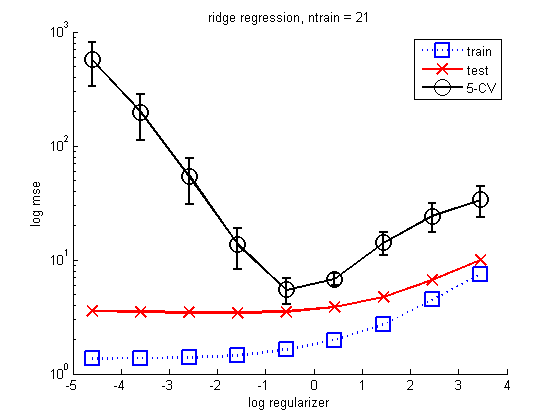 ridge regression, ntrain = 21
train
test
5-CV
log mse
10^3
10^2
10^1
10^0
-5 -4 -3 -2 -1 0 1 2 3 4
log regularizer